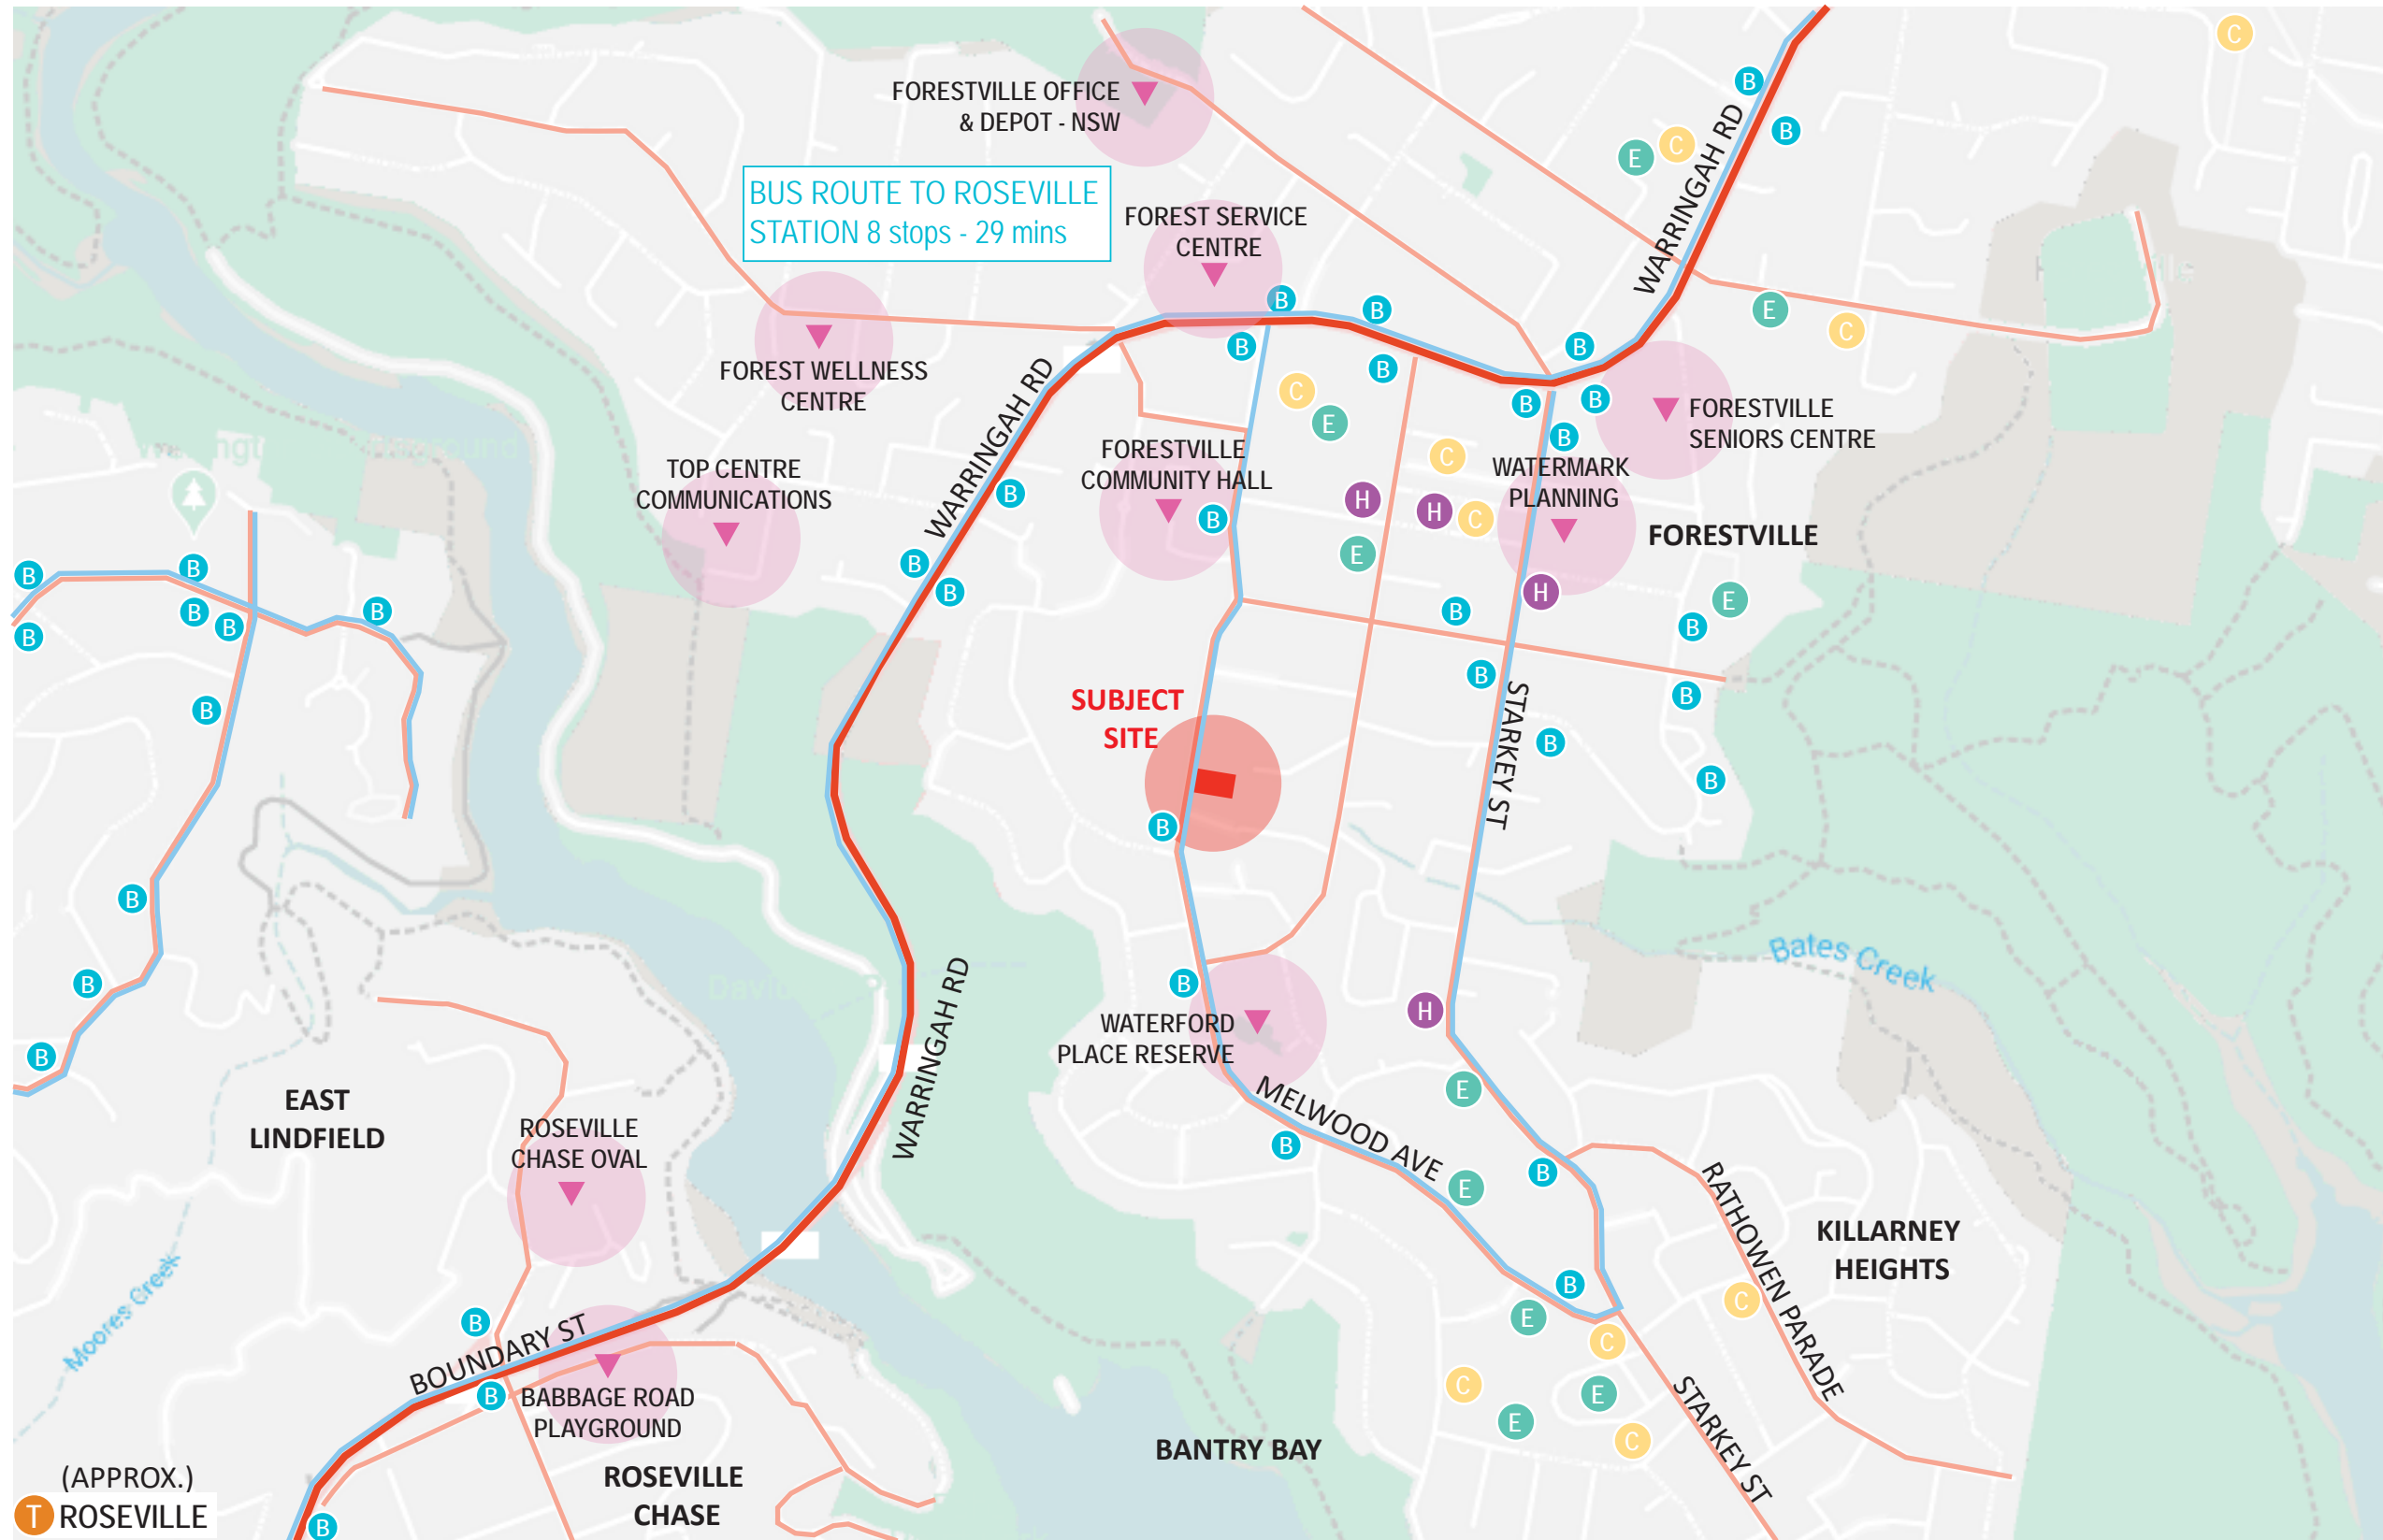 FORESTVILLE OFFICE
& DEPOT - NSW
C
B
B
WARRINGAH RD
E
C
BUS ROUTE TO ROSEVILLE
STATION 8 stops - 29 mins
FOREST SERVICE
CENTRE
B
B
B
B
B
E
C
FOREST WELLNESS
CENTRE
WARRINGAH RD
C
E
B
B
B
FORESTVILLE
SENIORS CENTRE
TOP CENTRE
COMMUNICATIONS
FORESTVILLE
COMMUNITY HALL
B
B
C
H
H
C
E
WATERMARK
PLANNING
FORESTVILLE
B
B
B
B
B
B
B
B
B
H
B
E
B
B
SUBJECT
SITE
B
STARKEY ST
B
B
B
B
B
B
B
Bates Creek
WARRINGAH RD
B
H
WATERFORD
PLACE RESERVE
E
EAST
LINDFIELD
ROSEVILLE
CHASE OVAL
MELWOOD AVE
B
E
B
RATHOWEN PARADE
KILLARNEY
HEIGHTS
Moores Creek
B
B
E
C
C
BOUNDARY ST
B
BABBAGE ROAD
PLAYGROUND
C
E
E
C
STARKEY ST
BANTRY BAY
(APPROX.)
T ROSEVILLE
ROSEVILLE
CHASE
B